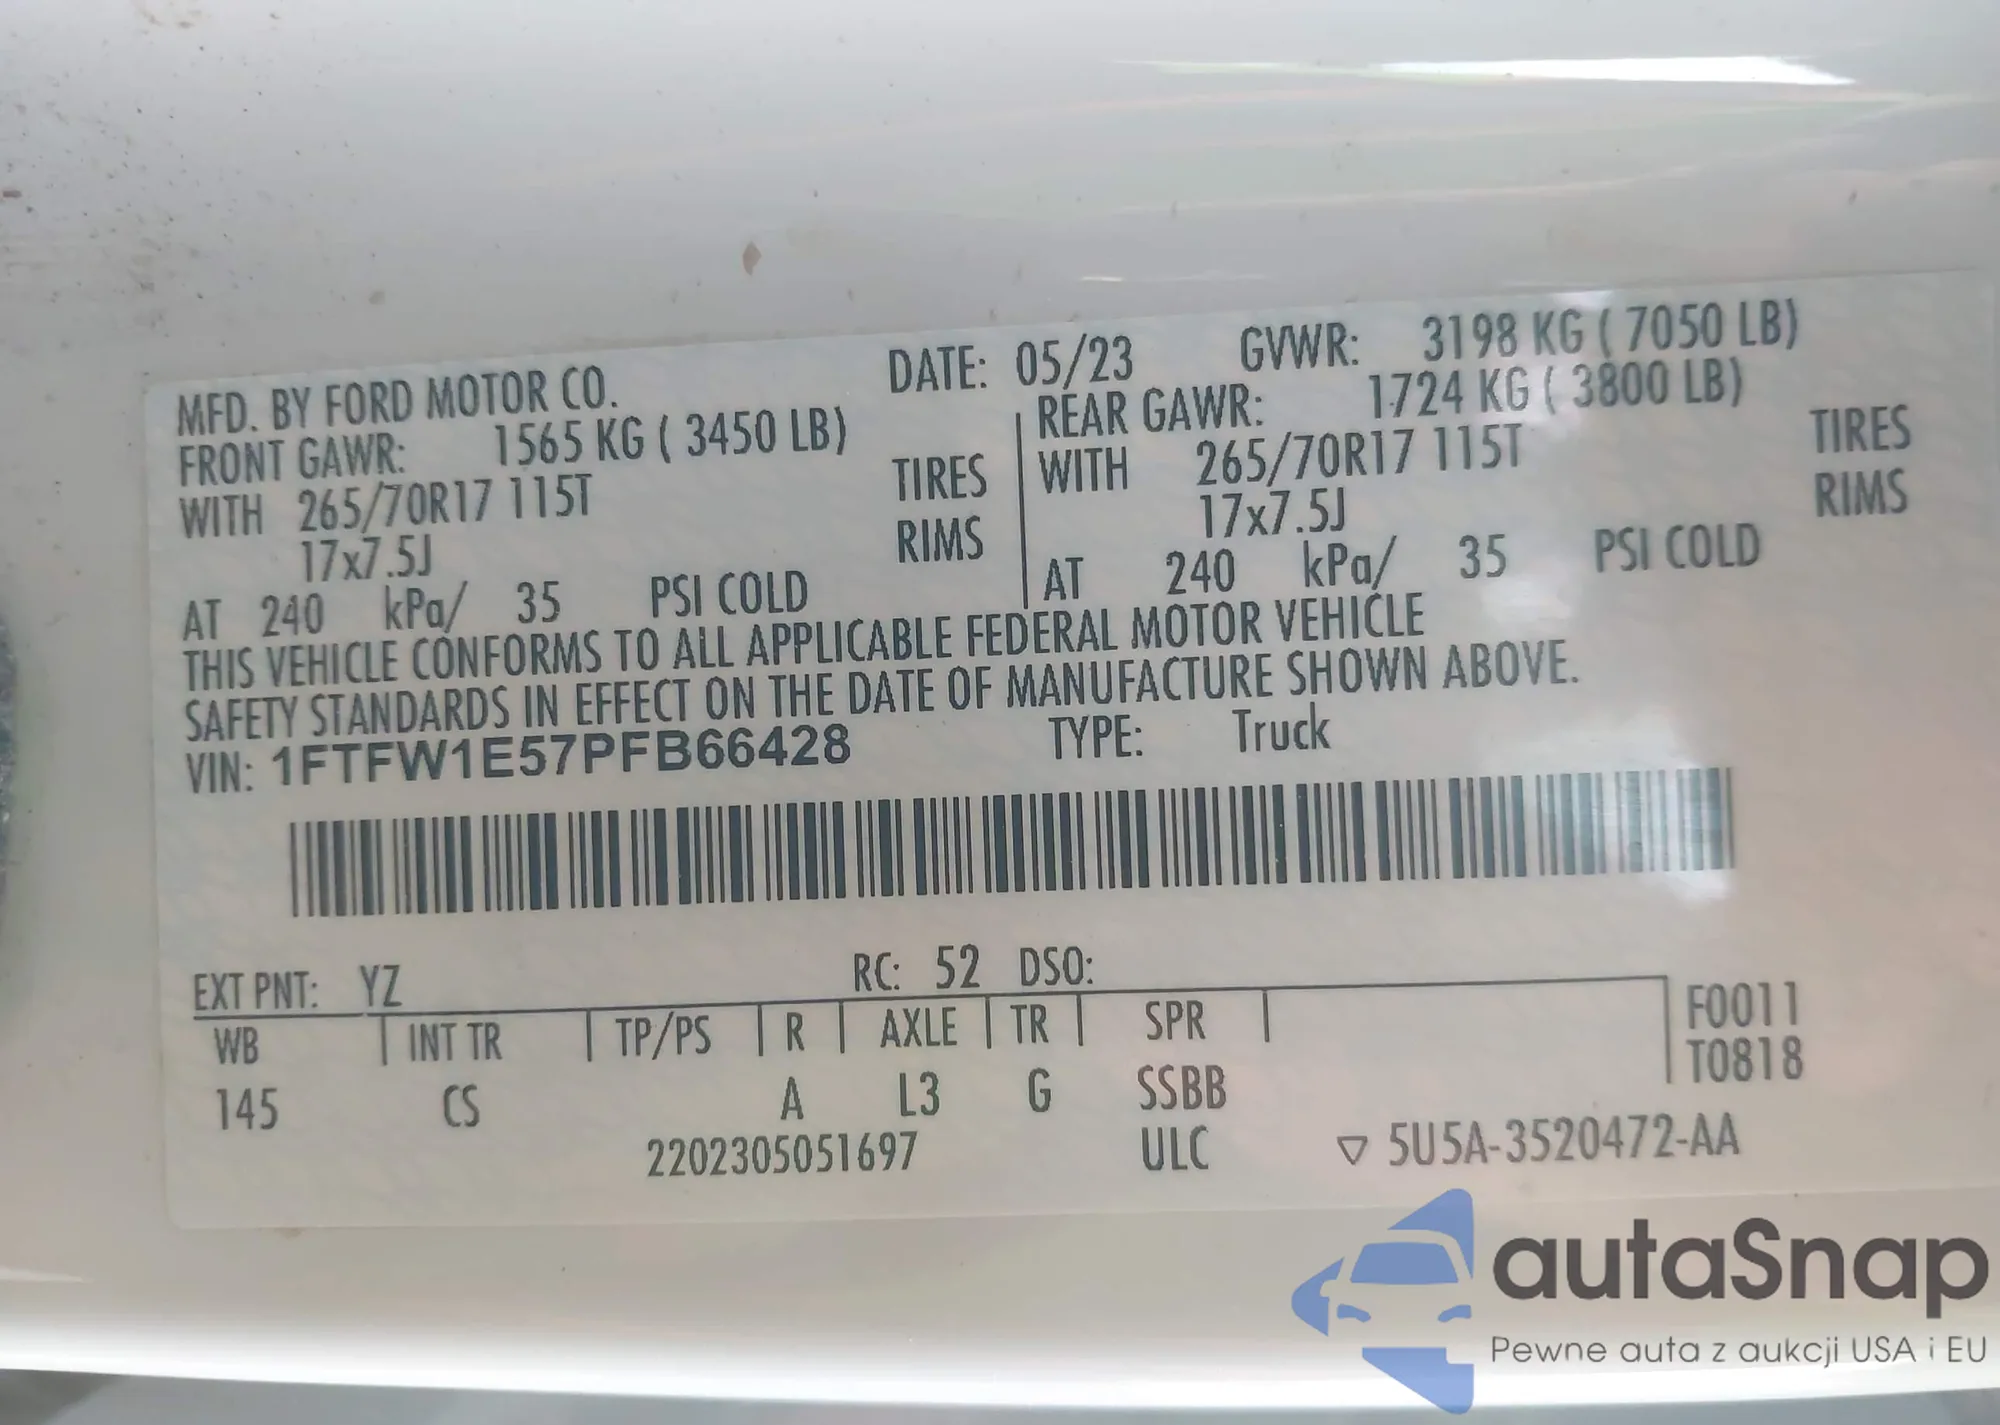 MFD. BY FORD MOTOR CO. DATE: 05/23 GVWR: 3198 KG ( 7050 LB)
FRONT GAWR: 1565 KG ( 3450 LB) REAR GAWR: 1724 KG ( 3800 LB)
WITH 265/70R17 115T TIRES WITH 265/70R17 115T TIRES
17x7.5J RIMS 17x7.5J RIMS
AT 240 kPa/ 35 PSI COLD AT 240 kPa/ 35 PSI COLD
THIS VEHICLE CONFORMS TO ALL APPLICABLE FEDERAL MOTOR VEHICLE
SAFETY STANDARDS IN EFFECT ON THE DATE OF MANUFACTURE SHOWN ABOVE.
VIN: 1FTFW1E57PFB66428 TYPE: Truck
EXT PNT: YZ RC: 52 DSO:
WB INT TR TP/PS R AXLE TR SPR F0011
T0818
145 CS A L3 G SSBB
2202305051697 ULC ▽ 5U5A-3520472-AA
autaSnap
Pewne auta z aukcji USA i EU